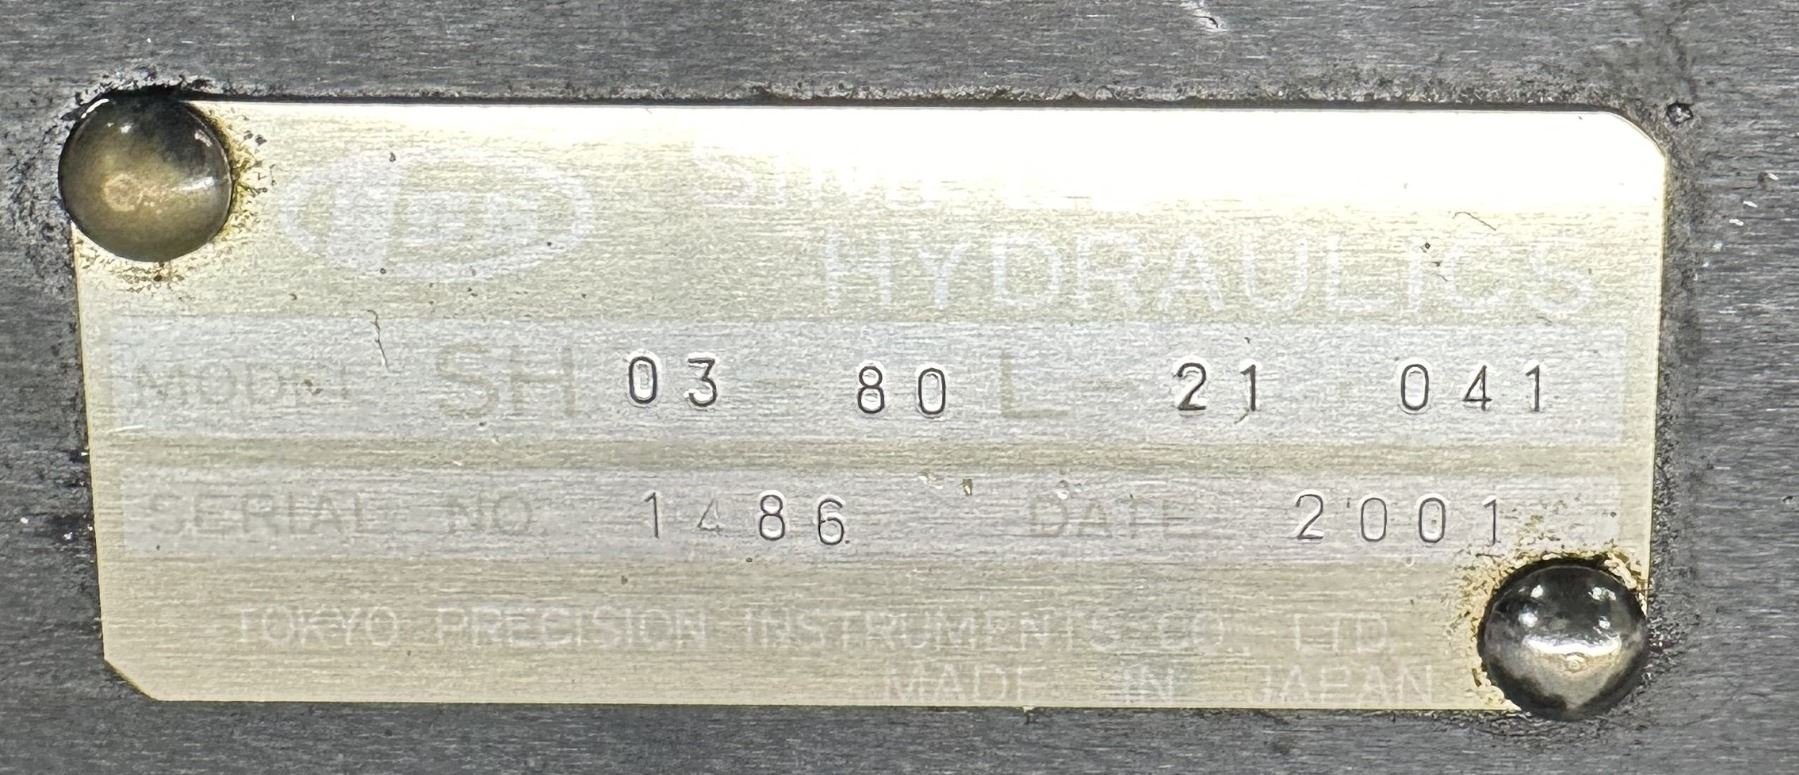 HYDRAULICS
MODEL SH 03 - 80 L - 21 041
SERIAL NO. 1486 DATE 2001
TOKYO PRECISION INSTRUMENTS CO., LTD.
MADE IN JAPAN